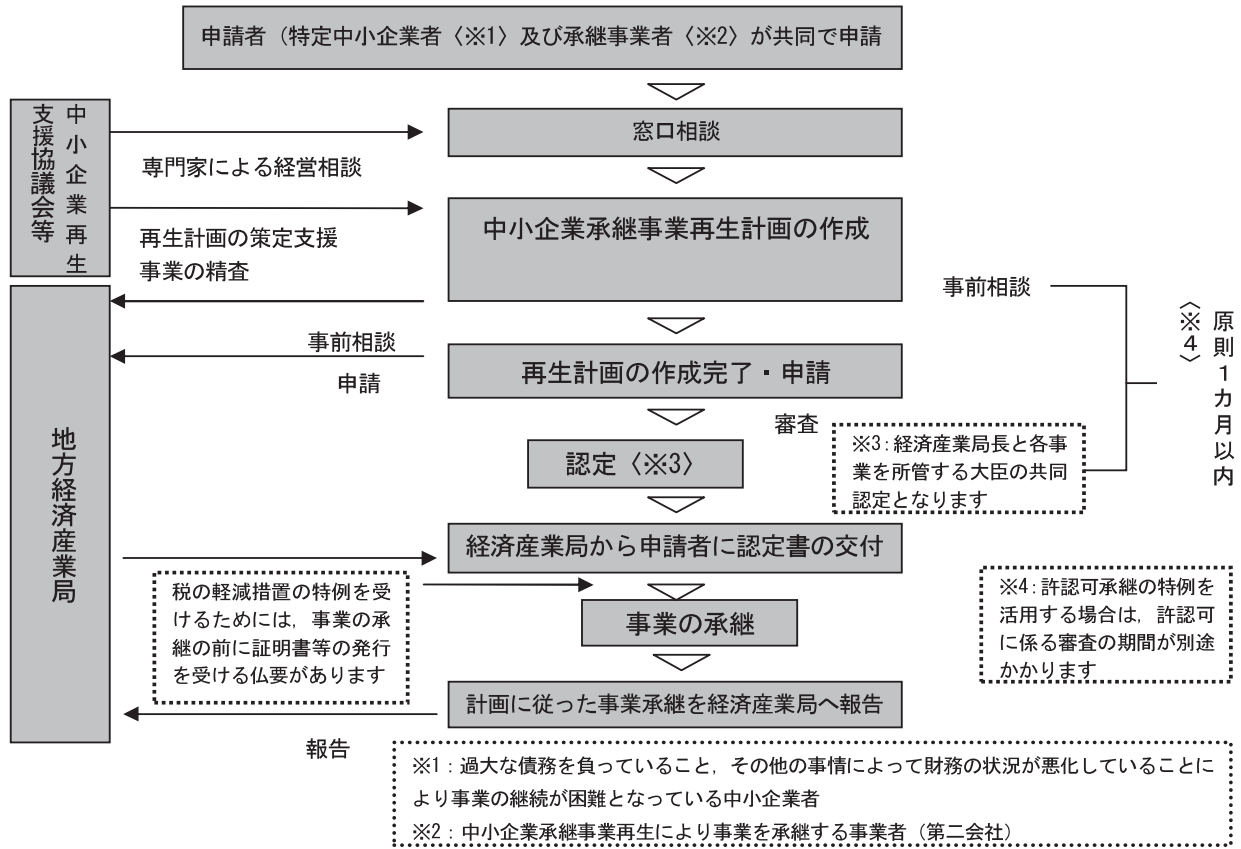 申請者（特定中小企業者〈※1〉及び承継事業者〈※2〉が共同で申請
中小企業再生
支援協議会等
窓口相談
専門家による経営相談
中小企業承継事業再生計画の作成
再生計画の策定支援
事業の精査
事前相談
原則1カ月以内
〈※4〉
地方経済産業局
事前相談
再生計画の作成完了・申請
申請
審査
認定〈※3〉
※3：経済産業局長と各事
業を所管する大臣の共同
認定となります
経済産業局から申請者に認定書の交付
税の軽減措置の特例を受
けるためには，事業の承
継の前に証明書等の発行
を受ける仏要があります
事業の承継
※4：許認可承継の特例を
活用する場合は，許認可
に係る審査の期間が別途
かかります
計画に従った事業承継を経済産業局へ報告
報告
※1：過大な債務を負っていること，その他の事情によって財務の状況が悪化していることに
より事業の継続が困難となっている中小企業者
※2：中小企業承継事業再生により事業を承継する事業者（第二会社）